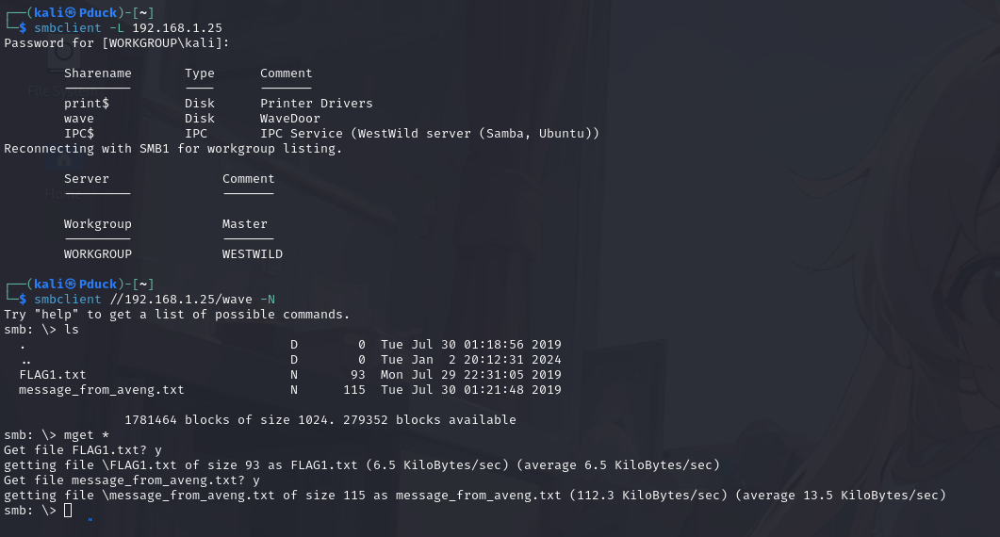 ┌──(kali㉿Pduck)-[~]
└─$ smbclient -L 192.168.1.25
Password for [WORKGROUP\kali]:

        Sharename       Type      Comment
        ---------       ----      -------
        print$          Disk      Printer Drivers
        wave            Disk      WaveDoor
        IPC$            IPC       IPC Service (WestWild server (Samba, Ubuntu))
Reconnecting with SMB1 for workgroup listing.

        Server               Comment
        ---------            -------

        Workgroup            Master
        ---------            -------
        WORKGROUP            WESTWILD

┌──(kali㉿Pduck)-[~]
└─$ smbclient //192.168.1.25/wave -N
Try "help" to get a list of possible commands.
smb: \> ls
  .                                   D        0  Tue Jul 30 01:18:56 2019
  ..                                  D        0  Tue Jan  2 20:12:31 2024
  FLAG1.txt                           N       93  Mon Jul 29 22:31:05 2019
  message_from_aveng.txt              N      115  Tue Jul 30 01:21:48 2019

                1781464 blocks of size 1024. 279352 blocks available
smb: \> mget *
Get file FLAG1.txt? y
getting file \FLAG1.txt of size 93 as FLAG1.txt (6.5 KiloBytes/sec) (average 6.5 KiloBytes/sec)
Get file message_from_aveng.txt? y
getting file \message_from_aveng.txt of size 115 as message_from_aveng.txt (112.3 KiloBytes/sec) (average 13.5 KiloBytes/sec)
smb: \>
File System
Home